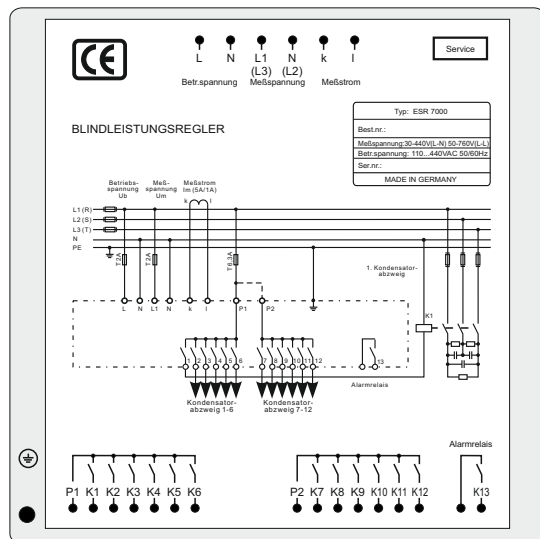 CE
L N L1 N k l
(L3) (L2)
Betr.spannung Meßspannung Meßstrom
Service
BLINDLEISTUNGSREGLER
Typ: ESR 7000
Best.nr.:
Meßspannung:30-440V(L-N) 50-760V(L-L)
Betr.spannung: 110...440VAC 50/60Hz
Ser.nr.:
MADE IN GERMANY
Betriebs-
spannung
Ub
Meß-
spannung
Um
Meßstrom
Im (5A/1A)
k l
L1 (R)
L2 (S)
L3 (T)
N
PE
T2A
T2A
T6.3A
1. Kondensator-
abzweig
L N L1 N k l P1 P2
K1
1 2 3 4 5 6 7 8 9 10 11 12 13
Alarmrelais
Kondensator-
abzweig 1-6
Kondensator-
abzweig 7-12
Alarmrelais
P1 K1 K2 K3 K4 K5 K6
P2 K7 K8 K9 K10 K11 K12
K13